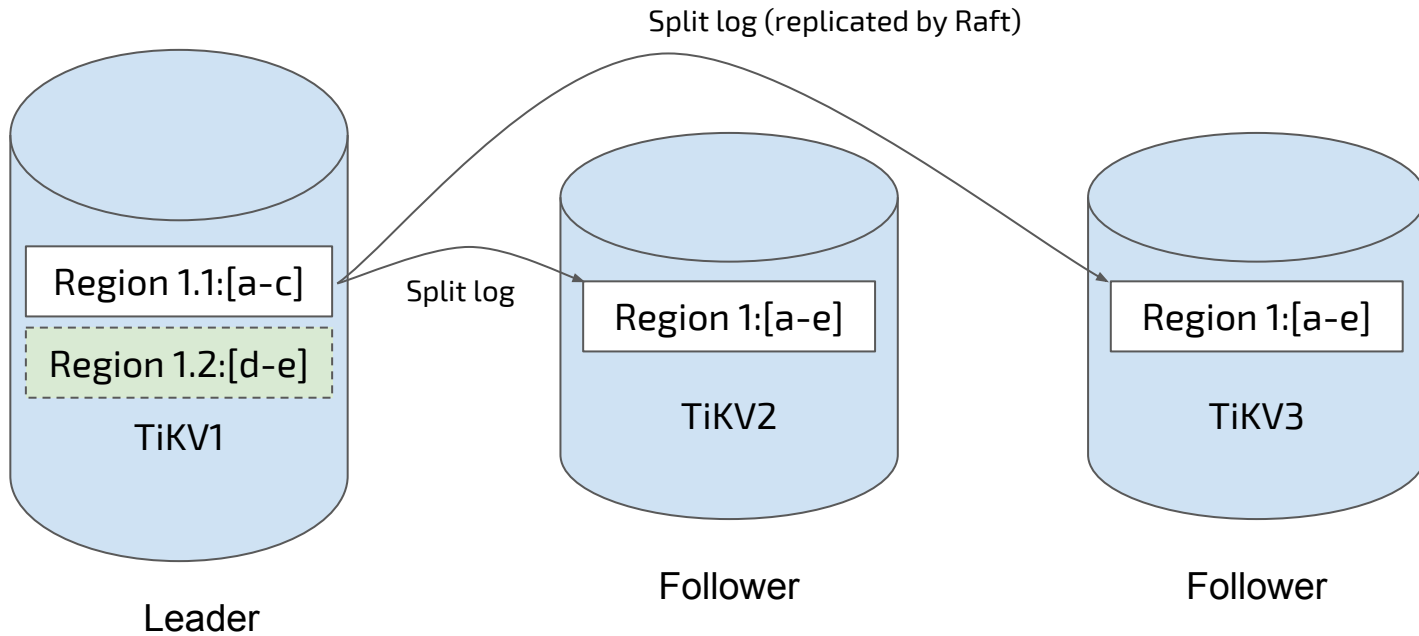 Split log (replicated by Raft)
Region 1.1:[a-c]
Region 1.2:[d-e]
TiKV1
Leader
Split log
Region 1:[a-e]
TiKV2
Follower
Region 1:[a-e]
TiKV3
Follower